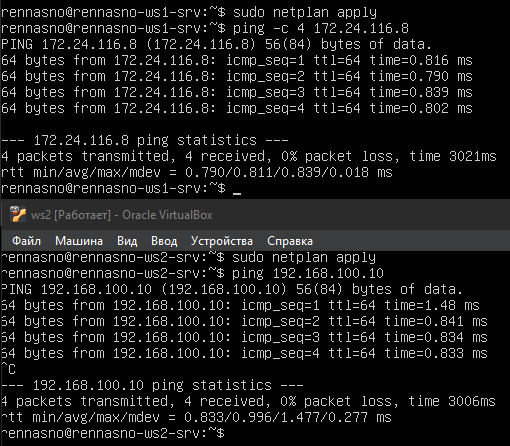 rennasno@rennasno-ws1-srv:~$ sudo netplan apply
rennasno@rennasno-ws1-srv:~$ ping -c 4 172.24.116.8
PING 172.24.116.8 (172.24.116.8) 56(84) bytes of data.
64 bytes from 172.24.116.8: icmp_seq=1 ttl=64 time=0.816 ms
64 bytes from 172.24.116.8: icmp_seq=2 ttl=64 time=0.790 ms
64 bytes from 172.24.116.8: icmp_seq=3 ttl=64 time=0.839 ms
64 bytes from 172.24.116.8: icmp_seq=4 ttl=64 time=0.802 ms
--- 172.24.116.8 ping statistics ---
4 packets transmitted, 4 received, 0% packet loss, time 3021ms
rtt min/avg/max/mdev = 0.790/0.811/0.839/0.018 ms
rennasno@rennasno-ws1-srv:~$ _
ws2 [Работает] - Oracle VirtualBox
Файл Машина Вид Ввод Устройства Справка
rennasno@rennasno-ws2-srv:~$ sudo netplan apply
rennasno@rennasno-ws2-srv:~$ ping 192.168.100.10
PING 192.168.100.10 (192.168.100.10) 56(84) bytes of data.
64 bytes from 192.168.100.10: icmp_seq=1 ttl=64 time=1.48 ms
64 bytes from 192.168.100.10: icmp_seq=2 ttl=64 time=0.841 ms
64 bytes from 192.168.100.10: icmp_seq=3 ttl=64 time=0.834 ms
64 bytes from 192.168.100.10: icmp_seq=4 ttl=64 time=0.833 ms
^C
--- 192.168.100.10 ping statistics ---
4 packets transmitted, 4 received, 0% packet loss, time 3006ms
rtt min/avg/max/mdev = 0.833/0.996/1.477/0.277 ms
rennasno@rennasno-ws2-srv:~$